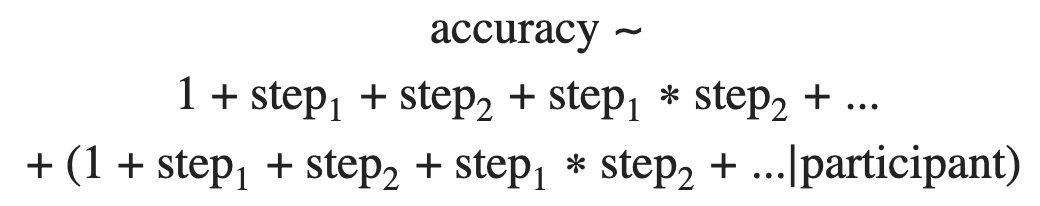 accuracy ~
1 + step₁ + step₂ + step₁ * step₂ + ...
+ (1 + step₁ + step₂ + step₁ * step₂ + ...|participant)